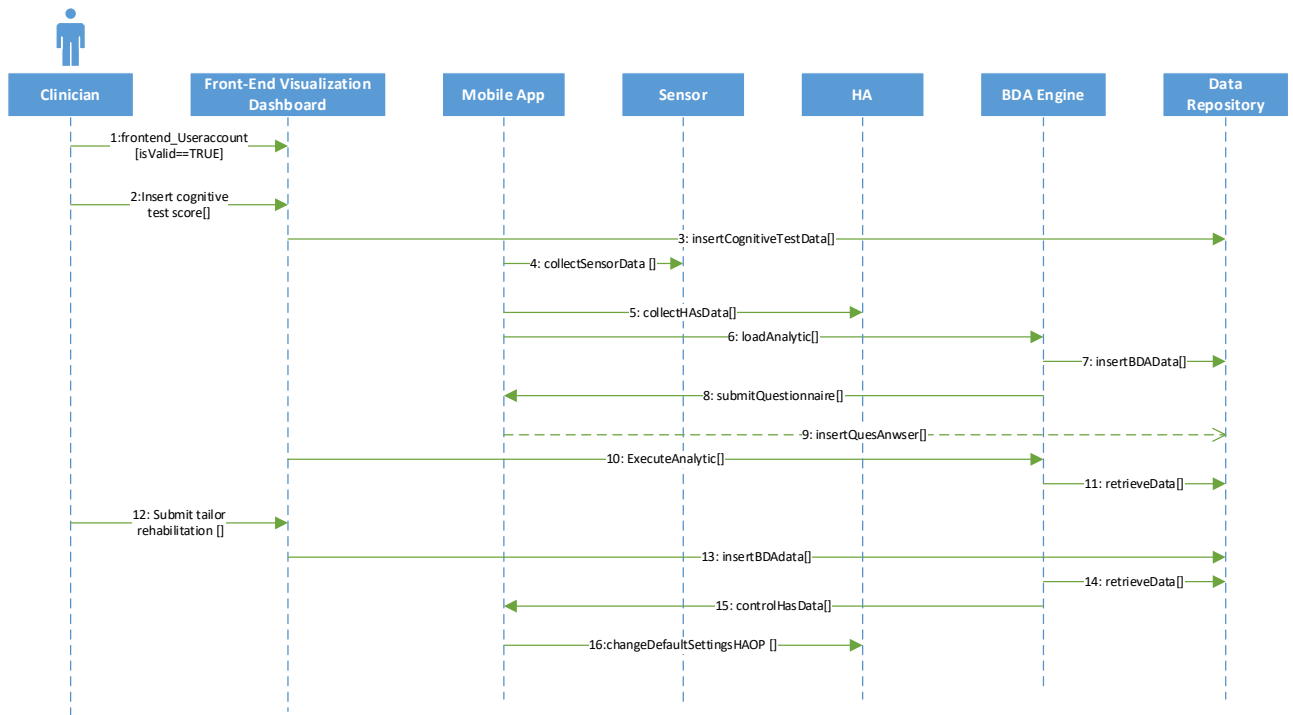 Clinician
Front-End Visualization
Dashboard
Mobile App
Sensor
HA
BDA Engine
Data
Repository
1:frontend_Useraccount
[isValid==TRUE]
2:Insert cognitive
test score[]
3: insertCognitiveTestData[]
4: collectSensorData []
5: collectHAsData[]
6: loadAnalytic[]
7: insertBDAData[]
8: submitQuestionnaire[]
9: insertQuesAnwser[]
10: ExecuteAnalytic[]
11: retrieveData[]
12: Submit tailor
rehabilitation []
13: insertBDAdata[]
14: retrieveData[]
15: controlHasData[]
16:changeDefaultSettingsHAOP []